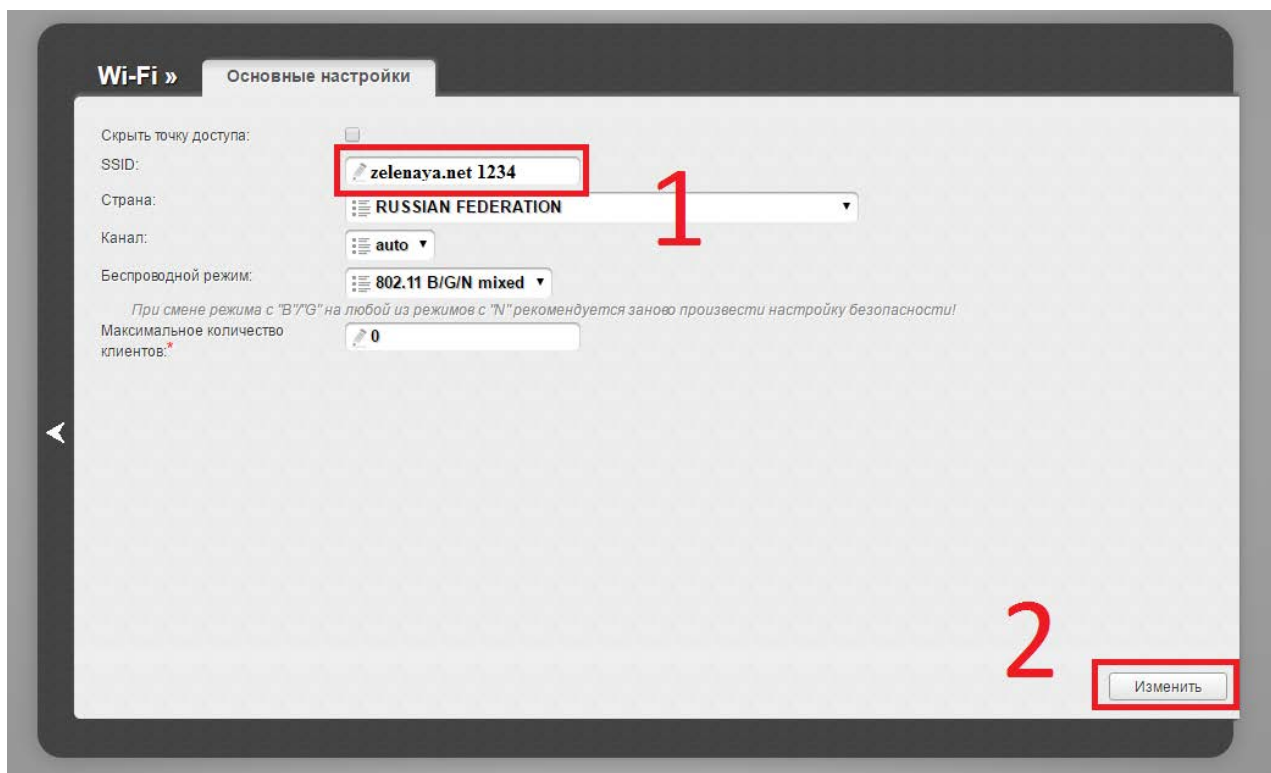 Wi-Fi » Основные настройки
Скрыть точку доступа:
SSID: zelenaya.net 1234
1
Страна: RUSSIAN FEDERATION
Канал: auto
Беспроводной режим: 802.11 B/G/N mixed
При смене режима с "B"/"G" на любой из режимов с "N" рекомендуется заново произвести настройку безопасности!
Максимальное количество
клиентов:* 0
2
Изменить